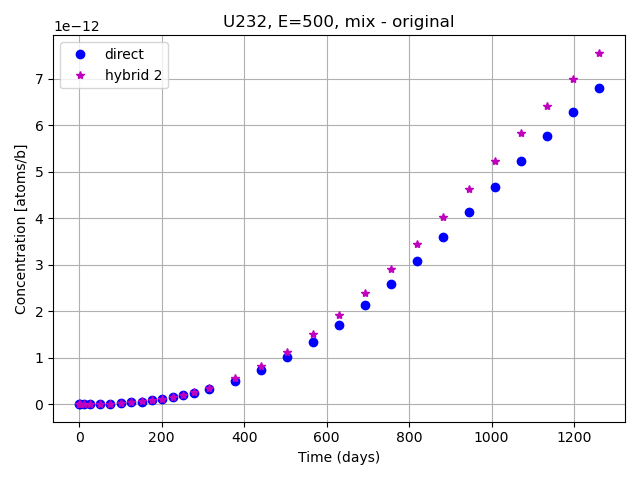 U232, E=500, mix - original
1e−12
direct
hybrid 2
7
6
5
4
3
2
1
0
Concentration [atoms/b]
0 200 400 600 800 1000 1200
Time (days)